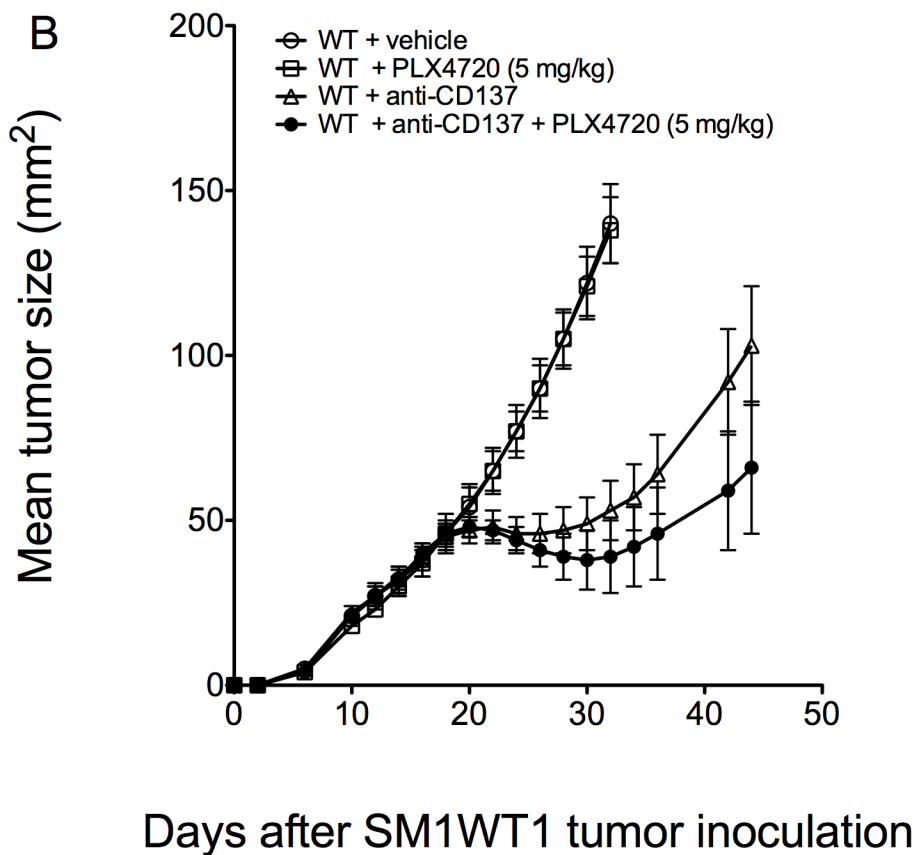 B
200
150
100
50
0
Mean tumor size (mm²)
WT + vehicle
WT + PLX4720 (5 mg/kg)
WT + anti-CD137
WT + anti-CD137 + PLX4720 (5 mg/kg)
0 10 20 30 40 50
Days after SM1WT1 tumor inoculation